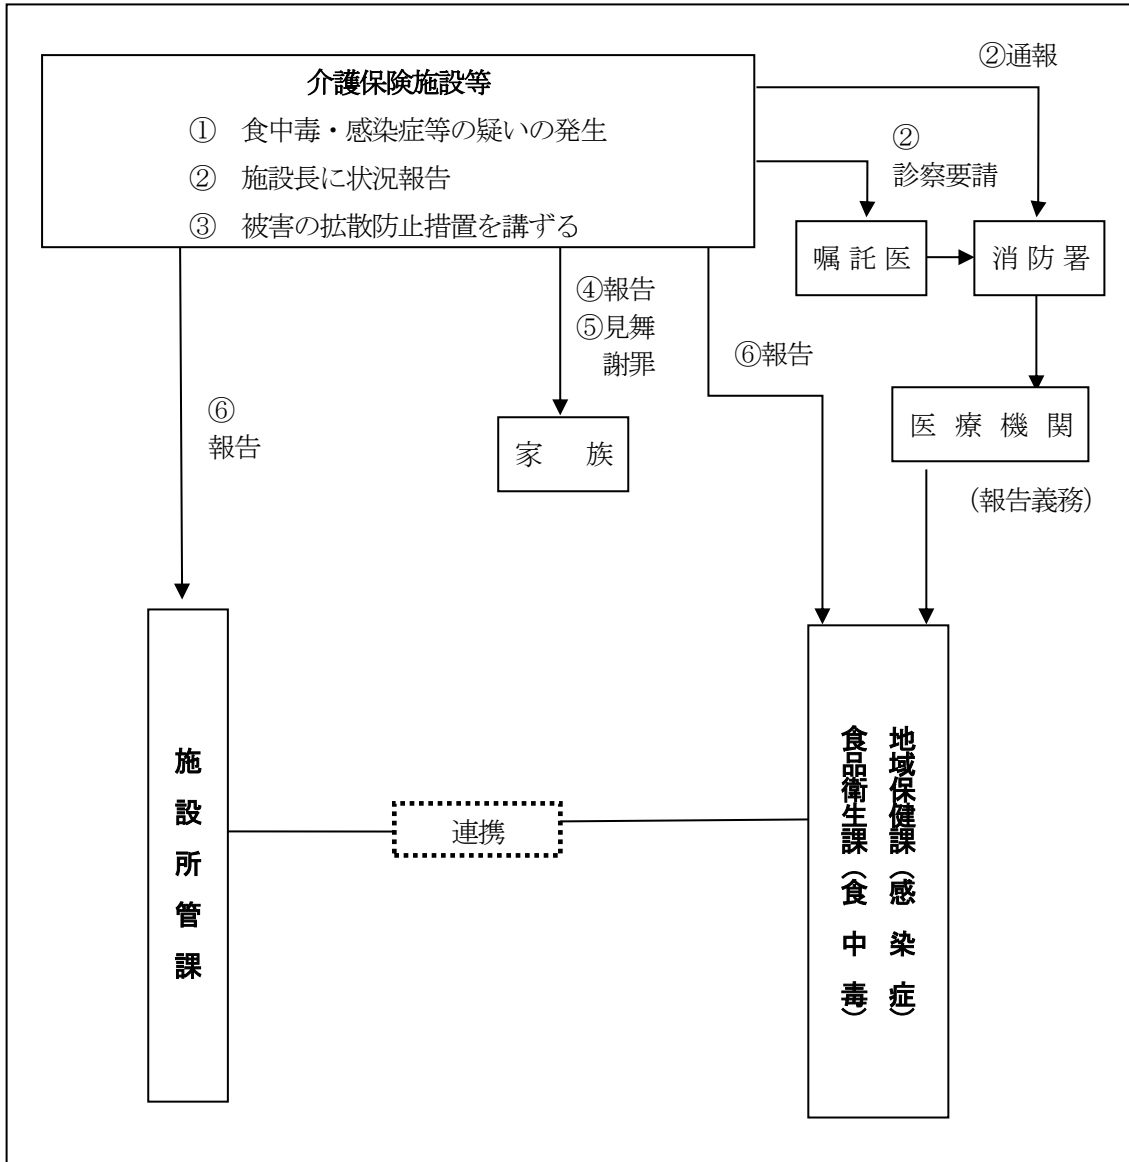 介護保険施設等
① 食中毒・感染症等の疑いの発生
② 施設長に状況報告
③ 被害の拡散防止措置を講ずる
②通報
②
診察要請
嘱託医
消防署
④報告
⑤見舞
謝罪
⑥報告
⑥
報告
家族
医療機関
(報告義務)
施設所管課
連携
地域保健課(感染症)
食品衛生課(食中毒)